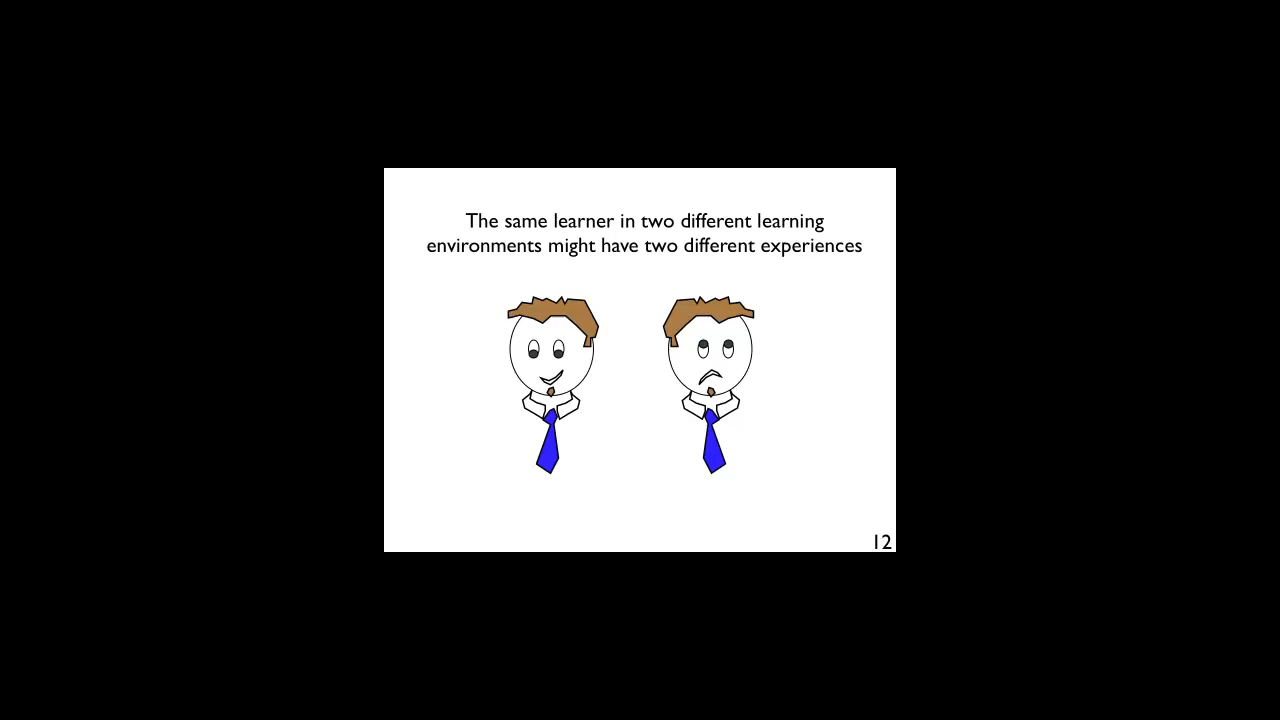 The same learner in two different learning
environments might have two different experiences
12